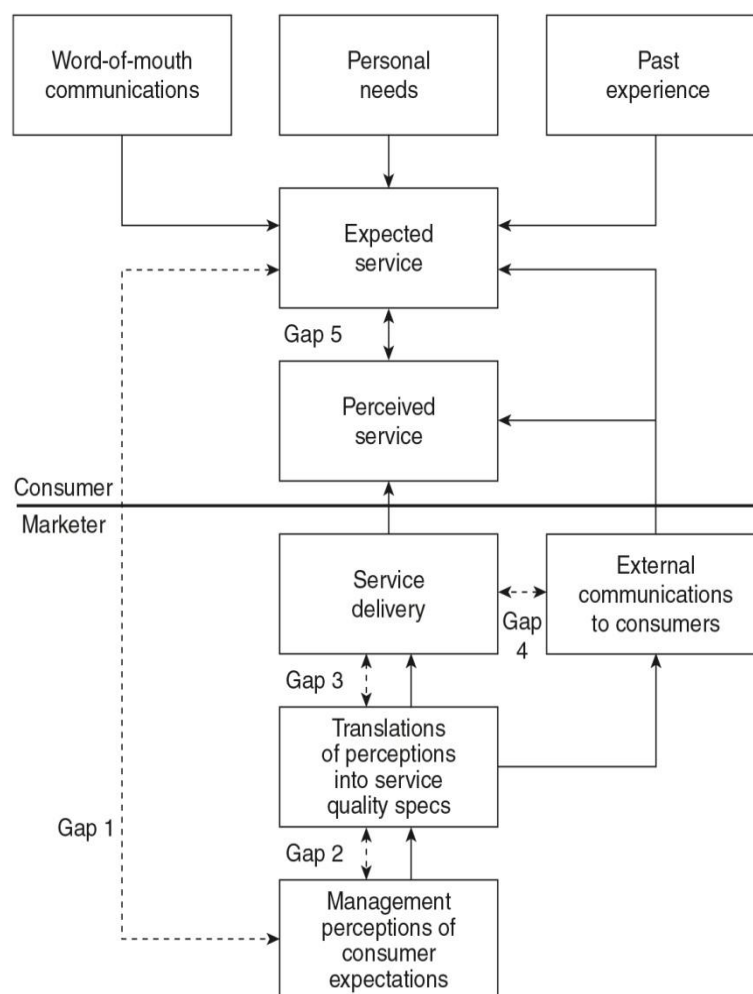 Word-of-mouth
communications
Personal
needs
Past
experience
Expected
service
Gap 5
Perceived
service
Consumer
Marketer
Service
delivery
External
communications
to consumers
Gap
4
Gap 3
Translations
of perceptions
into service
quality specs
Gap 1
Gap 2
Management
perceptions of
consumer
expectations